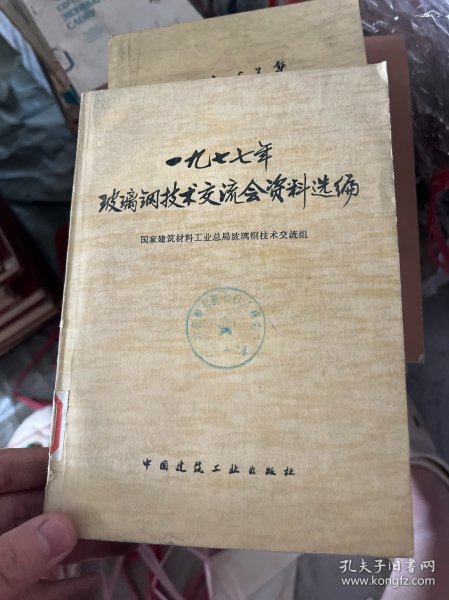 一九七七年
玻璃钢技术交流会资料选编
国家建筑材料工业总局玻璃钢技术交流组
中国建筑工业出版社
孔夫子旧书网
www.kongfz.com